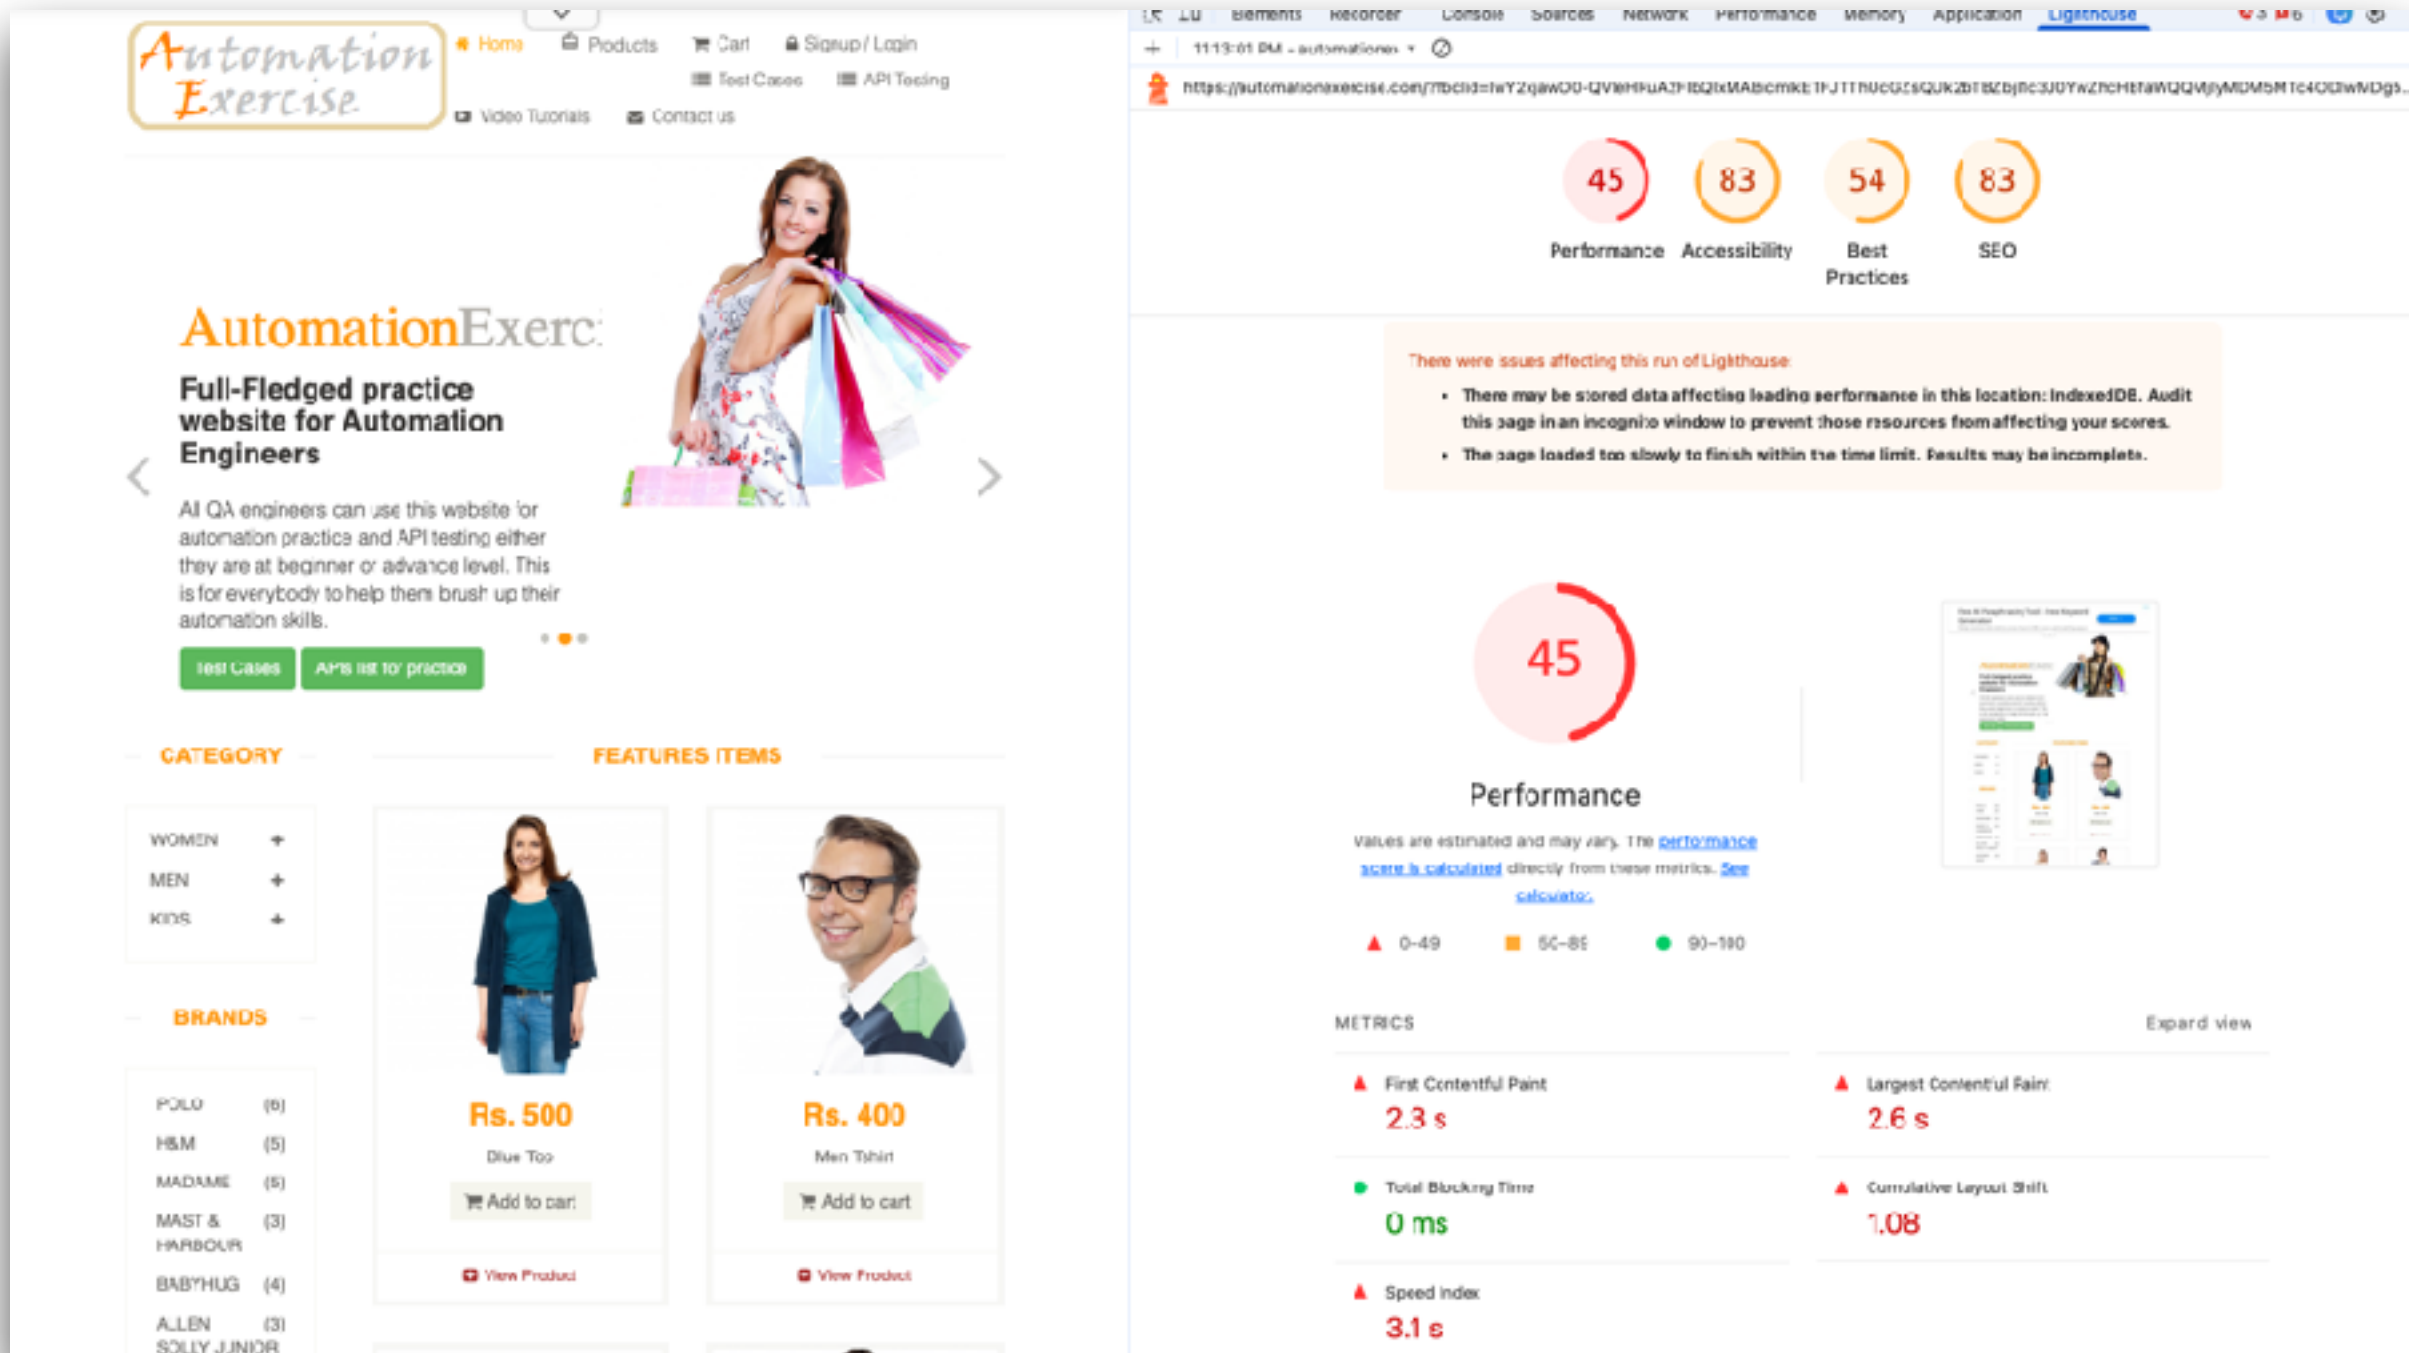 Automation
Exercise
Home
Products
Cart
Signup / Login
Test Cases
API Testing
Video Tutorials
Contact us
AutomationExerci
Full-Fledged practice
website for Automation
Engineers
All QA engineers can use this website for
automation practice and API testing either
they are at beginner or advance level. This
is for everybody to help them brush up their
automation skills.
Test Cases
APIs list for practice
CATEGORY
WOMEN +
MEN +
KIDS +
BRANDS
POLO (6)
H&M (5)
MADAME (5)
MAST & (3)
HARBOUR
BABYHUG (4)
ALLEN (3)
SOLLY JUNIOR
FEATURES ITEMS
Rs. 500
Blue Top
Add to cart
View Product
Rs. 400
Men Tshirt
Add to cart
View Product
Elements Recorder Console Sources Network Performance Memory Application Lighthouse
3 6
11:13:01 PM - automationex
45
Performance
83
Accessibility
54
Best
Practices
83
SEO
There were issues affecting this run of Lighthouse:
• There may be stored data affecting loading performance in this location: IndexedDB. Audit
this page in an incognito window to prevent those resources from affecting your scores.
• The page loaded too slowly to finish within the time limit. Results may be incomplete.
45
Performance
Values are estimated and may vary. The performance
score is calculated directly from these metrics. See
calculator.
0–49
50–89
90–100
METRICS
Expand view
First Contentful Paint
2.3 s
Largest Contentful Paint
2.6 s
Total Blocking Time
0 ms
Cumulative Layout Shift
1.08
Speed Index
3.1 s